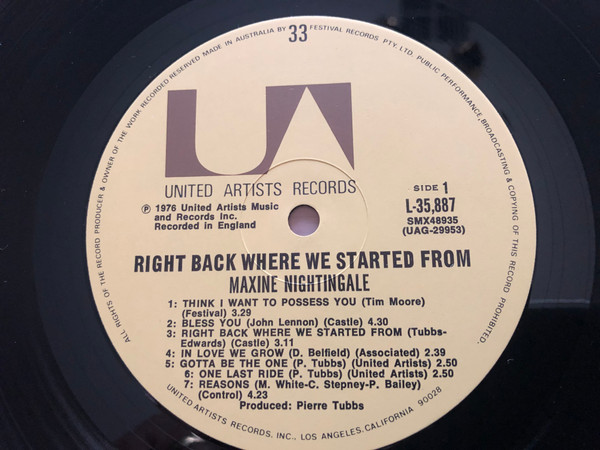 ALL RIGHTS OF THE RECORD PRODUCER & OWNER OF THE WORK RECORDED RESERVED MADE IN AUSTRALIA BY 33 FESTIVAL RECORDS PTY. LTD. PUBLIC PERFORMANCE, BROADCASTING & COPYING OF THIS RECORD PROHIBITED.
UA
UNITED ARTISTS RECORDS
℗ 1976 United Artists Music
and Records Inc.
Recorded in England
SIDE 1
L-35,887
SMX48935
(UAG-29953)
RIGHT BACK WHERE WE STARTED FROM
MAXINE NIGHTINGALE
1: THINK I WANT TO POSSESS YOU (Tim Moore)
(Festival) 3.29
2: BLESS YOU (John Lennon) (Castle) 4.30
3: RIGHT BACK WHERE WE STARTED FROM (Tubbs-
Edwards) (Castle) 3.11
4: IN LOVE WE GROW (D. Belfield) (Associated) 2.39
5: GOTTA BE THE ONE (P. Tubbs) (United Artists) 2.50
6: ONE LAST RIDE (P. Tubbs) (United Artists) 2.50
7: REASONS (M. White-C. Stepney-P. Bailey)
(Control) 4.23
Produced: Pierre Tubbs
UNITED ARTISTS RECORDS, INC., LOS ANGELES, CALIFORNIA 90028